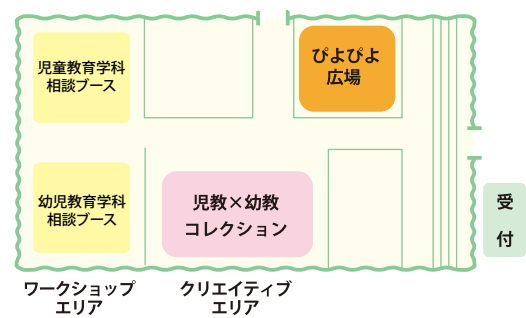 児童教育学科
相談ブース
ぴよぴよ
広場
幼児教育学科
相談ブース
児教×幼教
コレクション
受
付
ワークショップ
エリア
クリエイティブ
エリア